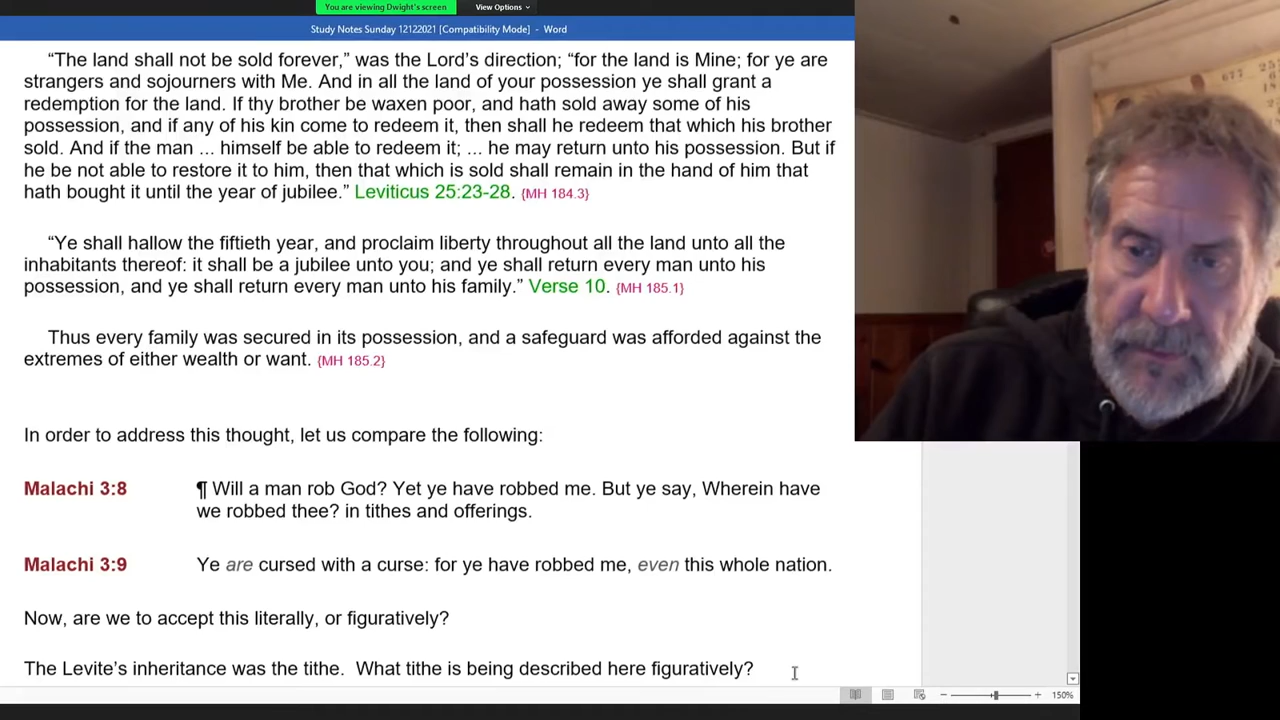 You are viewing Dwight's screen View Options
Study Notes Sunday 12122021 [Compatibility Mode] - Word
“The land shall not be sold forever,” was the Lord’s direction; “for the land is Mine; for ye are
strangers and sojourners with Me. And in all the land of your possession ye shall grant a
redemption for the land. If thy brother be waxen poor, and hath sold away some of his
possession, and if any of his kin come to redeem it, then shall he redeem that which his brother
sold. And if the man ... himself be able to redeem it; ... he may return unto his possession. But if
he be not able to restore it to him, then that which is sold shall remain in the hand of him that
hath bought it until the year of jubilee.” Leviticus 25:23-28. {MH 184.3}
“Ye shall hallow the fiftieth year, and proclaim liberty throughout all the land unto all the
inhabitants thereof: it shall be a jubilee unto you; and ye shall return every man unto his
possession, and ye shall return every man unto his family.” Verse 10. {MH 185.1}
Thus every family was secured in its possession, and a safeguard was afforded against the
extremes of either wealth or want. {MH 185.2}
In order to address this thought, let us compare the following:
Malachi 3:8 ¶ Will a man rob God? Yet ye have robbed me. But ye say, Wherein have
we robbed thee? in tithes and offerings.
Malachi 3:9 Ye are cursed with a curse: for ye have robbed me, even this whole nation.
Now, are we to accept this literally, or figuratively?
The Levite’s inheritance was the tithe. What tithe is being described here figuratively?
150%
677